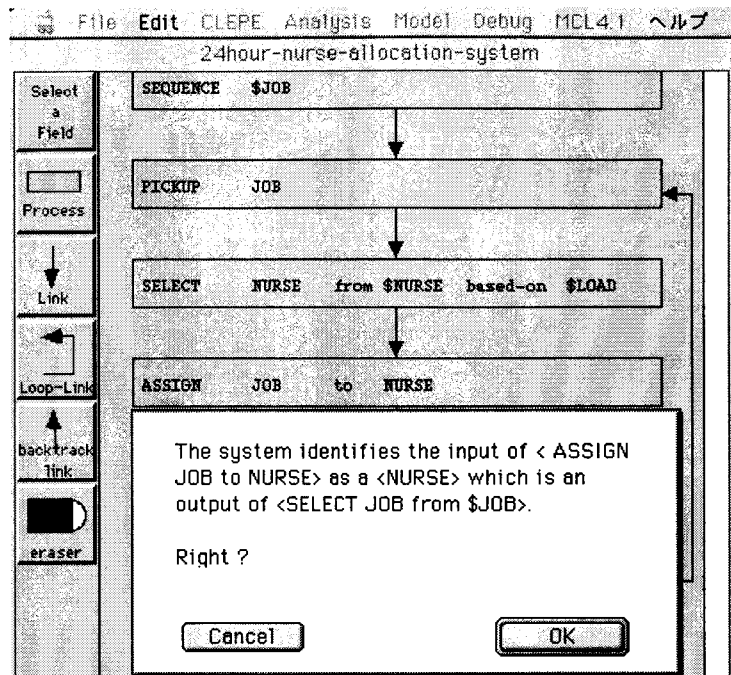 File Edit CLEPE Analysis Model Debug MCL4.1 ヘルプ
24hour-nurse-allocation-system
Select
a
Field
Process
Link
Loop-Link
backtrack
link
eraser
SEQUENCE $JOB
PICKUP JOB
SELECT NURSE from $NURSE based-on $LOAD
ASSIGN JOB to NURSE
The system identifies the input of < ASSIGN
JOB to NURSE> as a <NURSE> which is an
output of <SELECT JOB from $JOB>.
Right ?
Cancel
OK